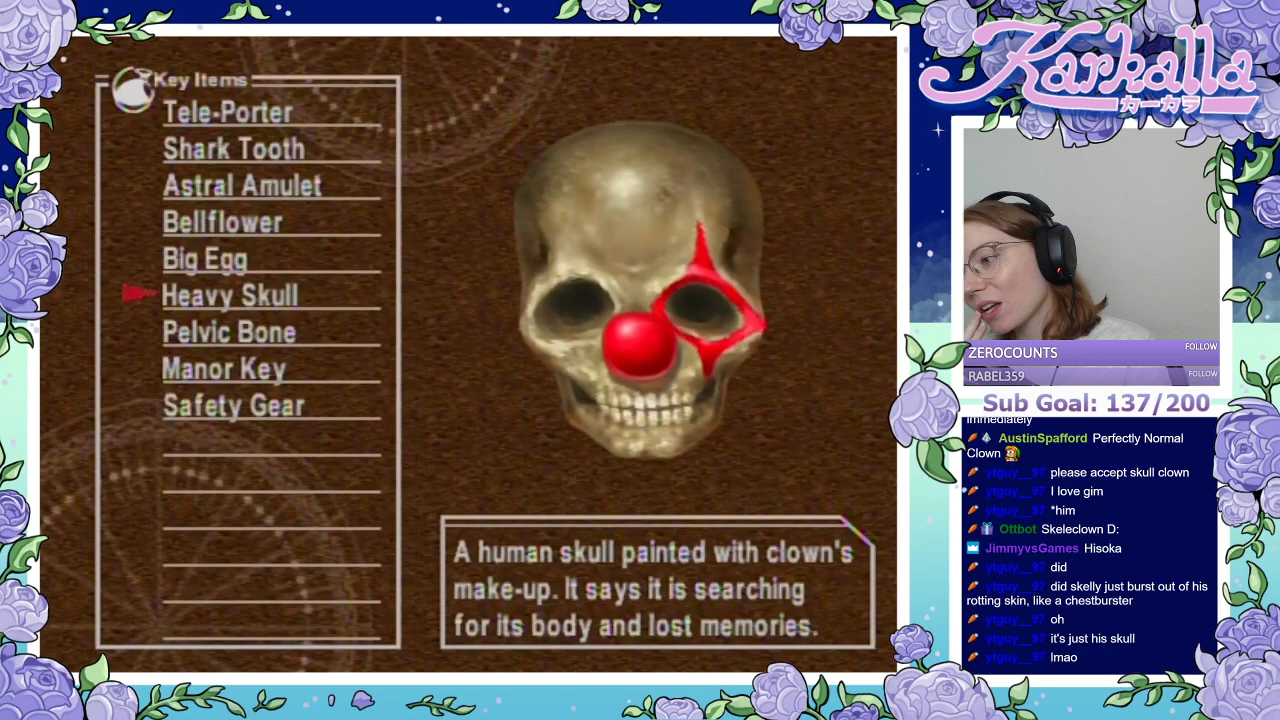 Key Items
Tele-Porter
Shark Tooth
Astral Amulet
Bellflower
Big Egg
Heavy Skull
Pelvic Bone
Manor Key
Safety Gear
A human skull painted with clown's
make-up. It says it is searching
for its body and lost memories.
Karkalla
カーカラ
ZEROCOUNTS FOLLOW
RABEL359 FOLLOW
Sub Goal: 137/200
immediately
AustinSpafford Perfectly Normal
Clown
ytguy__97 please accept skull clown
ytguy__97 I love gim
ytguy__97 *him
Ottbot Skeleclown D:
JimmyvsGames Hisoka
ytguy__97 did
ytguy__97 did skelly just burst out of his
rotting skin, like a chestburster
ytguy__97 oh
ytguy__97 it's just his skull
ytguy__97 lmao